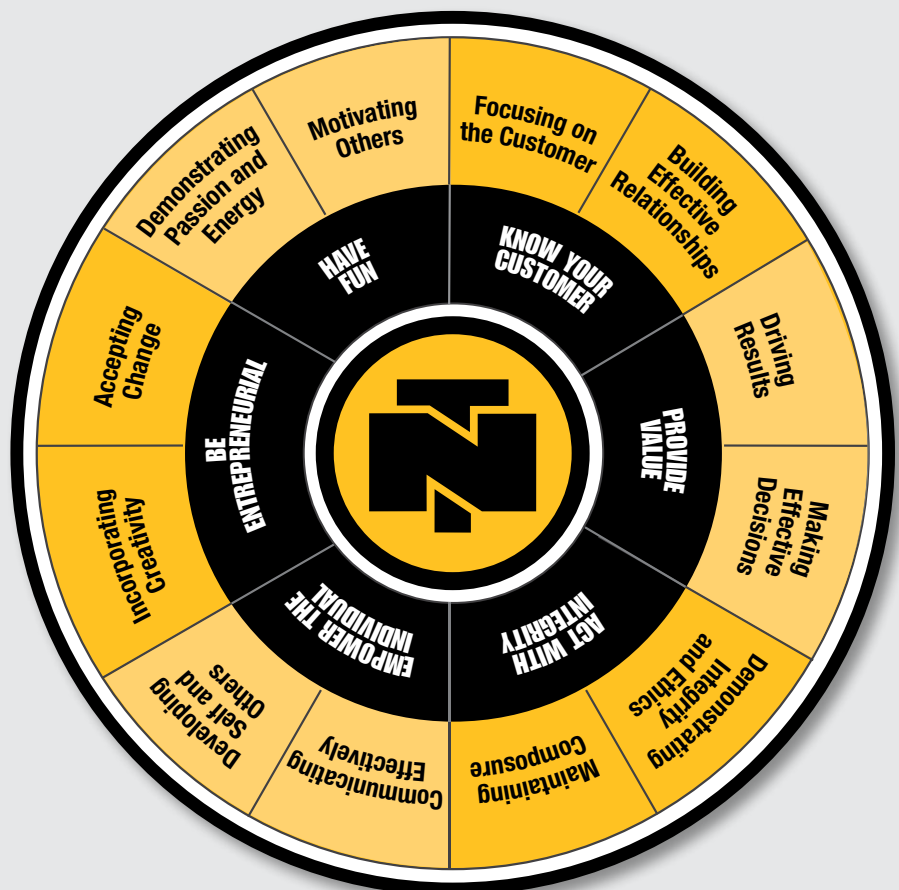 Focusing on
the Customer
Building
Effective
Relationships
Driving
Results
Making
Effective
Decisions
Demonstrating
Integrity
and Ethics
Maintaining
Composure
Communicating
Effectively
Developing
Self and
Others
Incorporating
Creativity
Accepting
Change
Demonstrating
Passion and
Energy
Motivating
Others
KNOW YOUR
CUSTOMER
PROVIDE
VALUE
ACT WITH
INTEGRITY
EMPOWER THE
INDIVIDUAL
BE
ENTREPRENEURIAL
HAVE
FUN